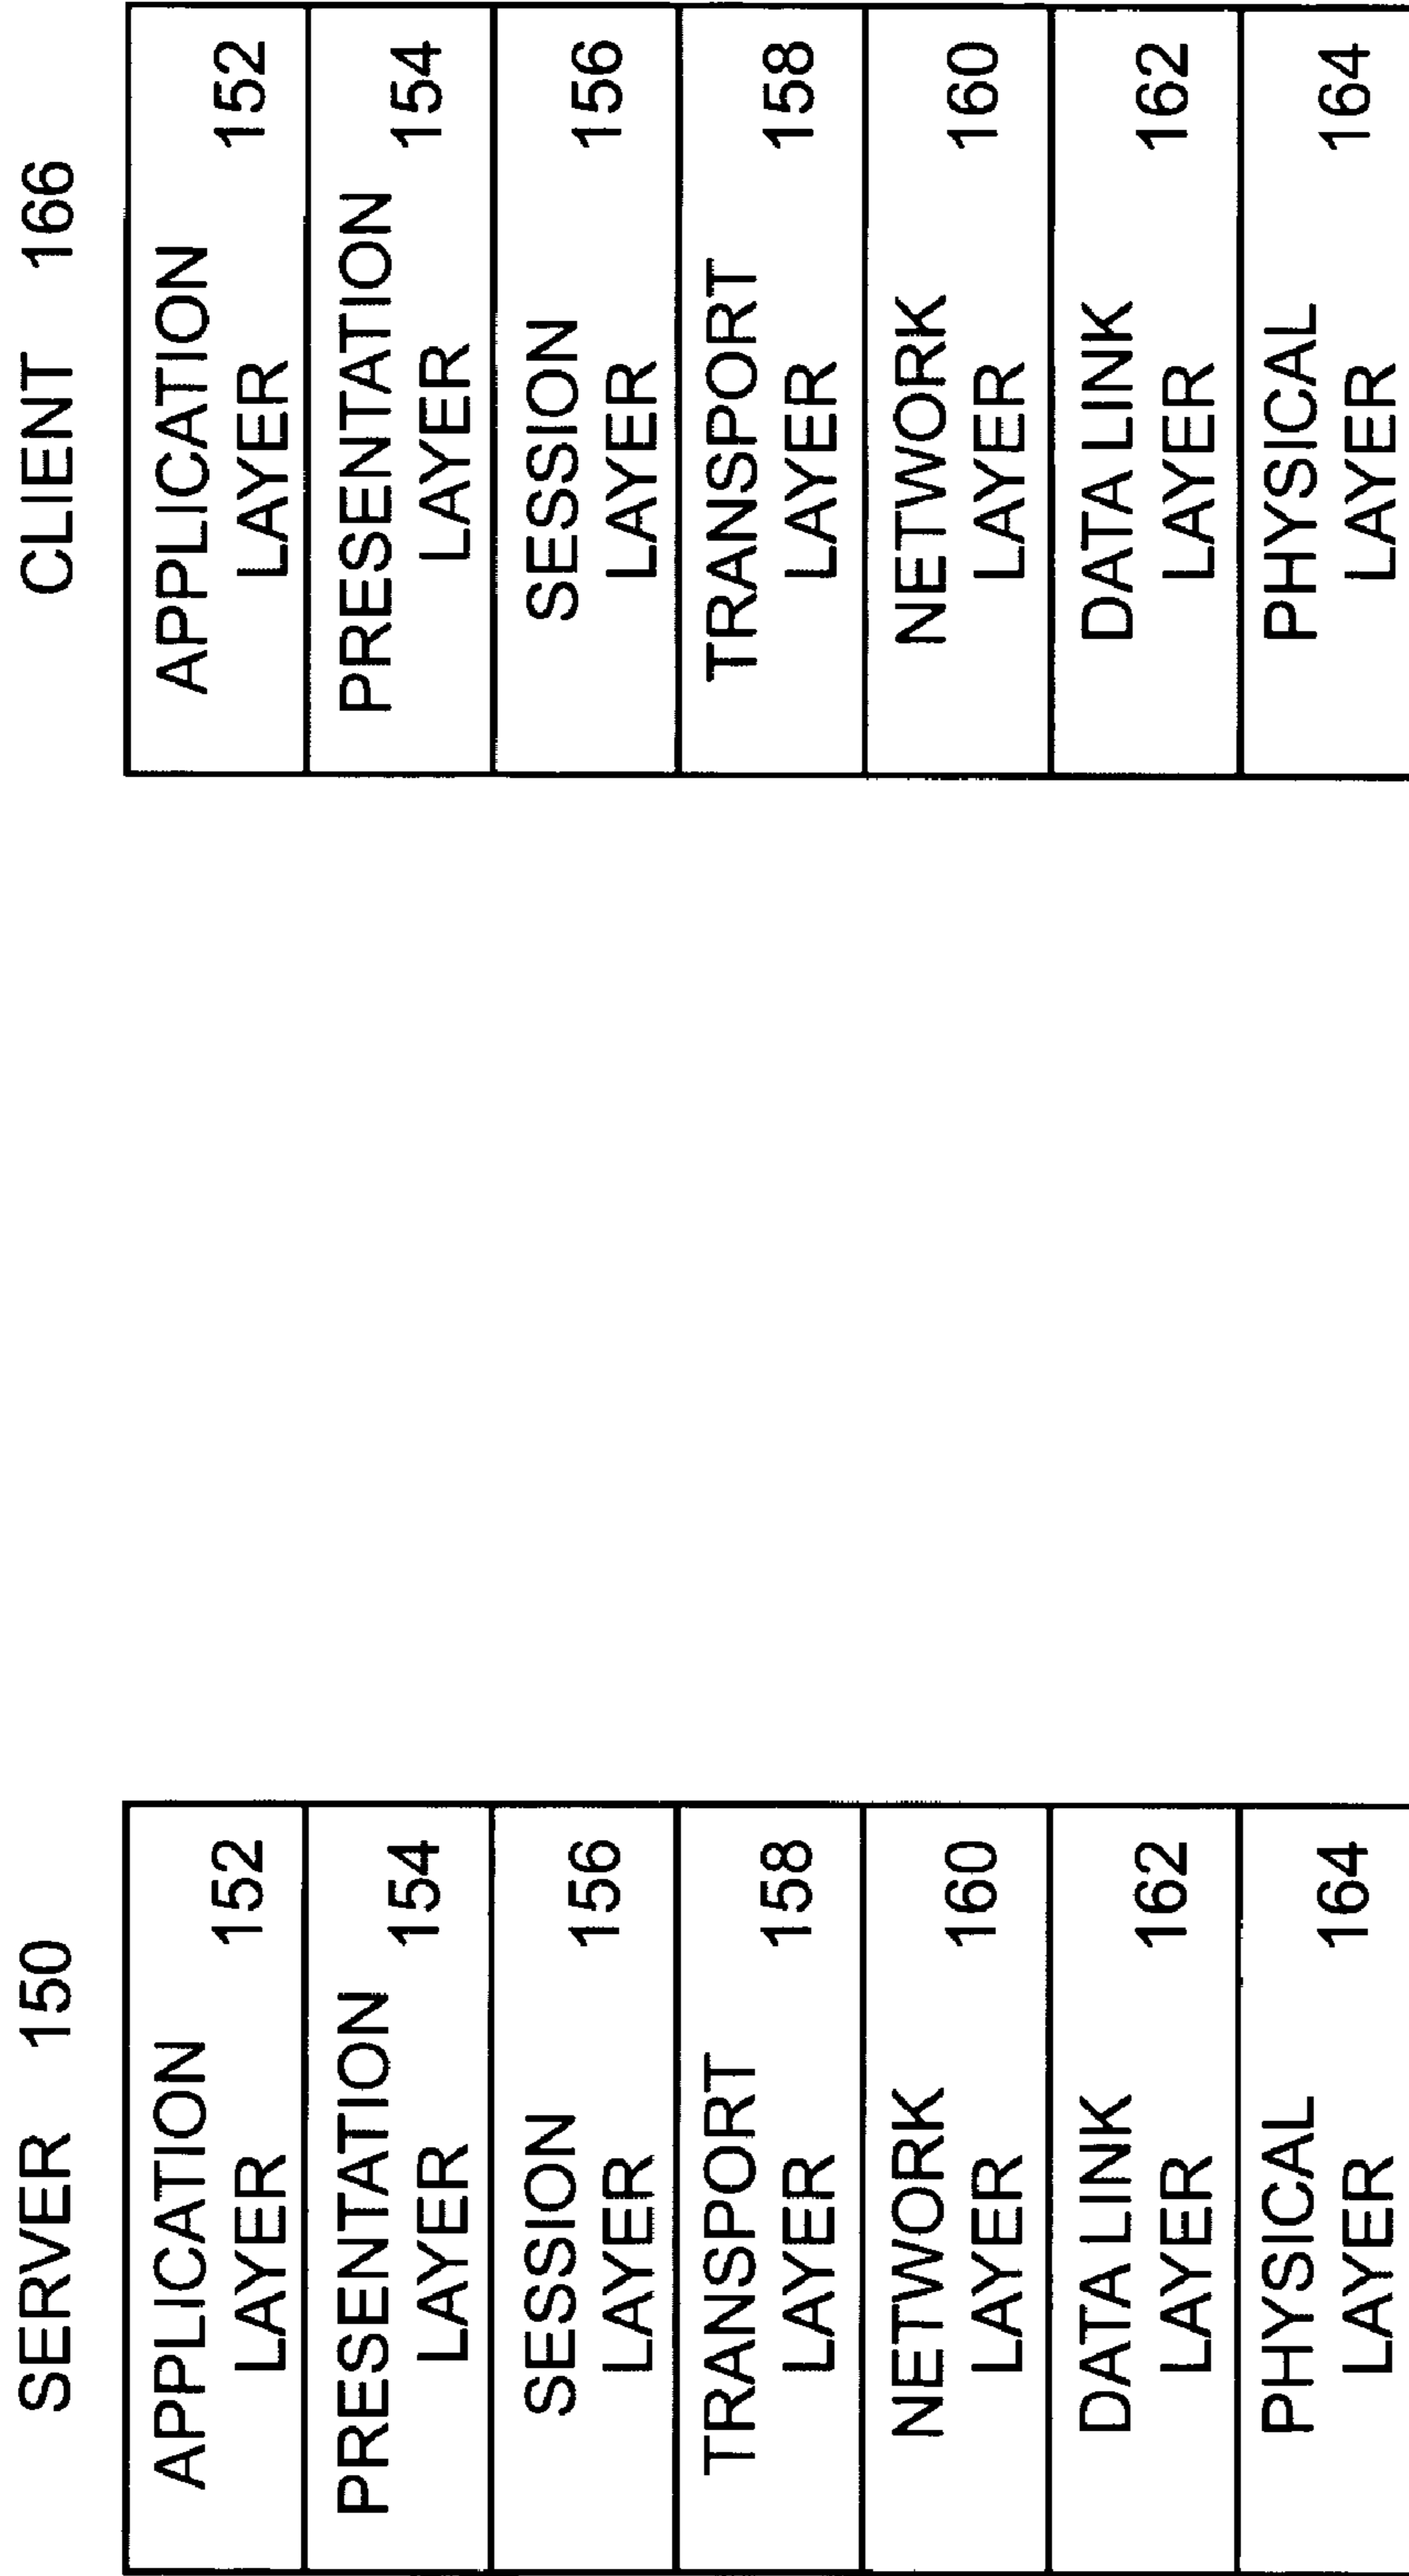 SERVER 150
APPLICATION
LAYER 152
PRESENTATION
LAYER 154
SESSION
LAYER 156
TRANSPORT
LAYER 158
NETWORK
LAYER 160
DATA LINK
LAYER 162
PHYSICAL
LAYER 164
CLIENT 166
APPLICATION
LAYER 152
PRESENTATION
LAYER 154
SESSION
LAYER 156
TRANSPORT
LAYER 158
NETWORK
LAYER 160
DATA LINK
LAYER 162
PHYSICAL
LAYER 164